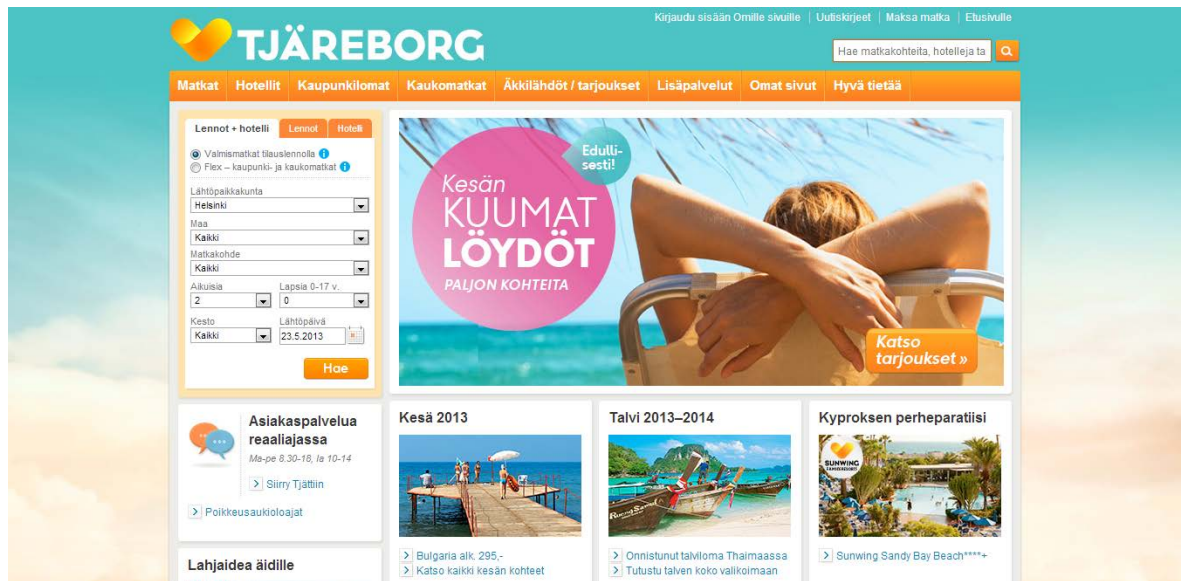 Kirjaudu sisään Omille sivuille | Uutiskirjeet | Maksa matka | Etusivulle
TJÄREBORG
Hae matkakohteita, hotelleja ta
Matkat Hotellit Kaupunkilomat Kaukomatkat Äkkilähdöt / tarjoukset Lisäpalvelut Omat sivut Hyvä tietää
Lennot + hotelli Lennot Hotelli
Valmismatkat tilauslennolla
Flex – kaupunki- ja kaukomatkat
Lähtöpaikkakunta
Helsinki
Maa
Kaikki
Matkakohde
Kaikki
Aikuisia Lapsia 0-17 v.
2 0
Kesto Lähtöpäivä
Kaikki 23.5.2013
Hae
Edulli-
sesti!
Kesän
KUUMAT
LÖYDÖT
PALJON KOHTEITA
Katso
tarjoukset »
Asiakaspalvelua
reaaliajassa
Ma-pe 8.30-18, la 10-14
Siirry Tjättiin
Poikkeusaukioloajat
Lahjaidea äidille
Kesä 2013
Bulgaria alk. 295,-
Katso kaikki kesän kohteet
Talvi 2013–2014
Onnistunut talviloma Thaimaassa
Tutustu talven koko valikoimaan
Kyproksen perheparatiisi
SUNWING
Sunwing Sandy Bay Beach****+